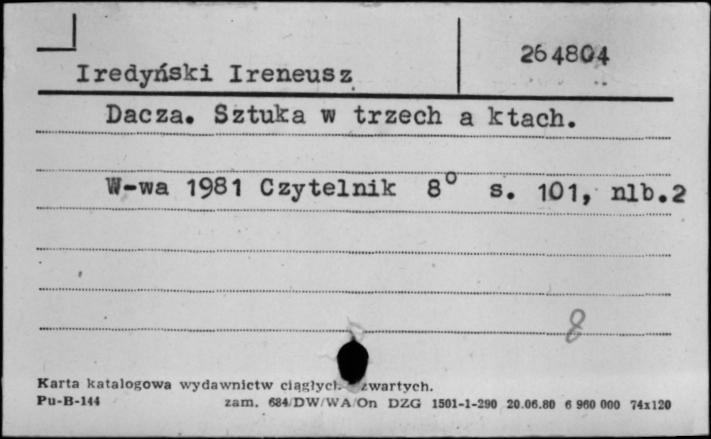 264804
Iredyński Ireneusz
Dacza. Sztuka w trzech a ktach.
W-wa 1981 Czytelnik 8° s. 101, nlb.2
8
Karta katalogowa wydawnictw ciągłych zwartych.
Pu-B-144 zam. 684/DW/WA/On DZG 1501-1-290 20.06.80 6 960 000 74x120